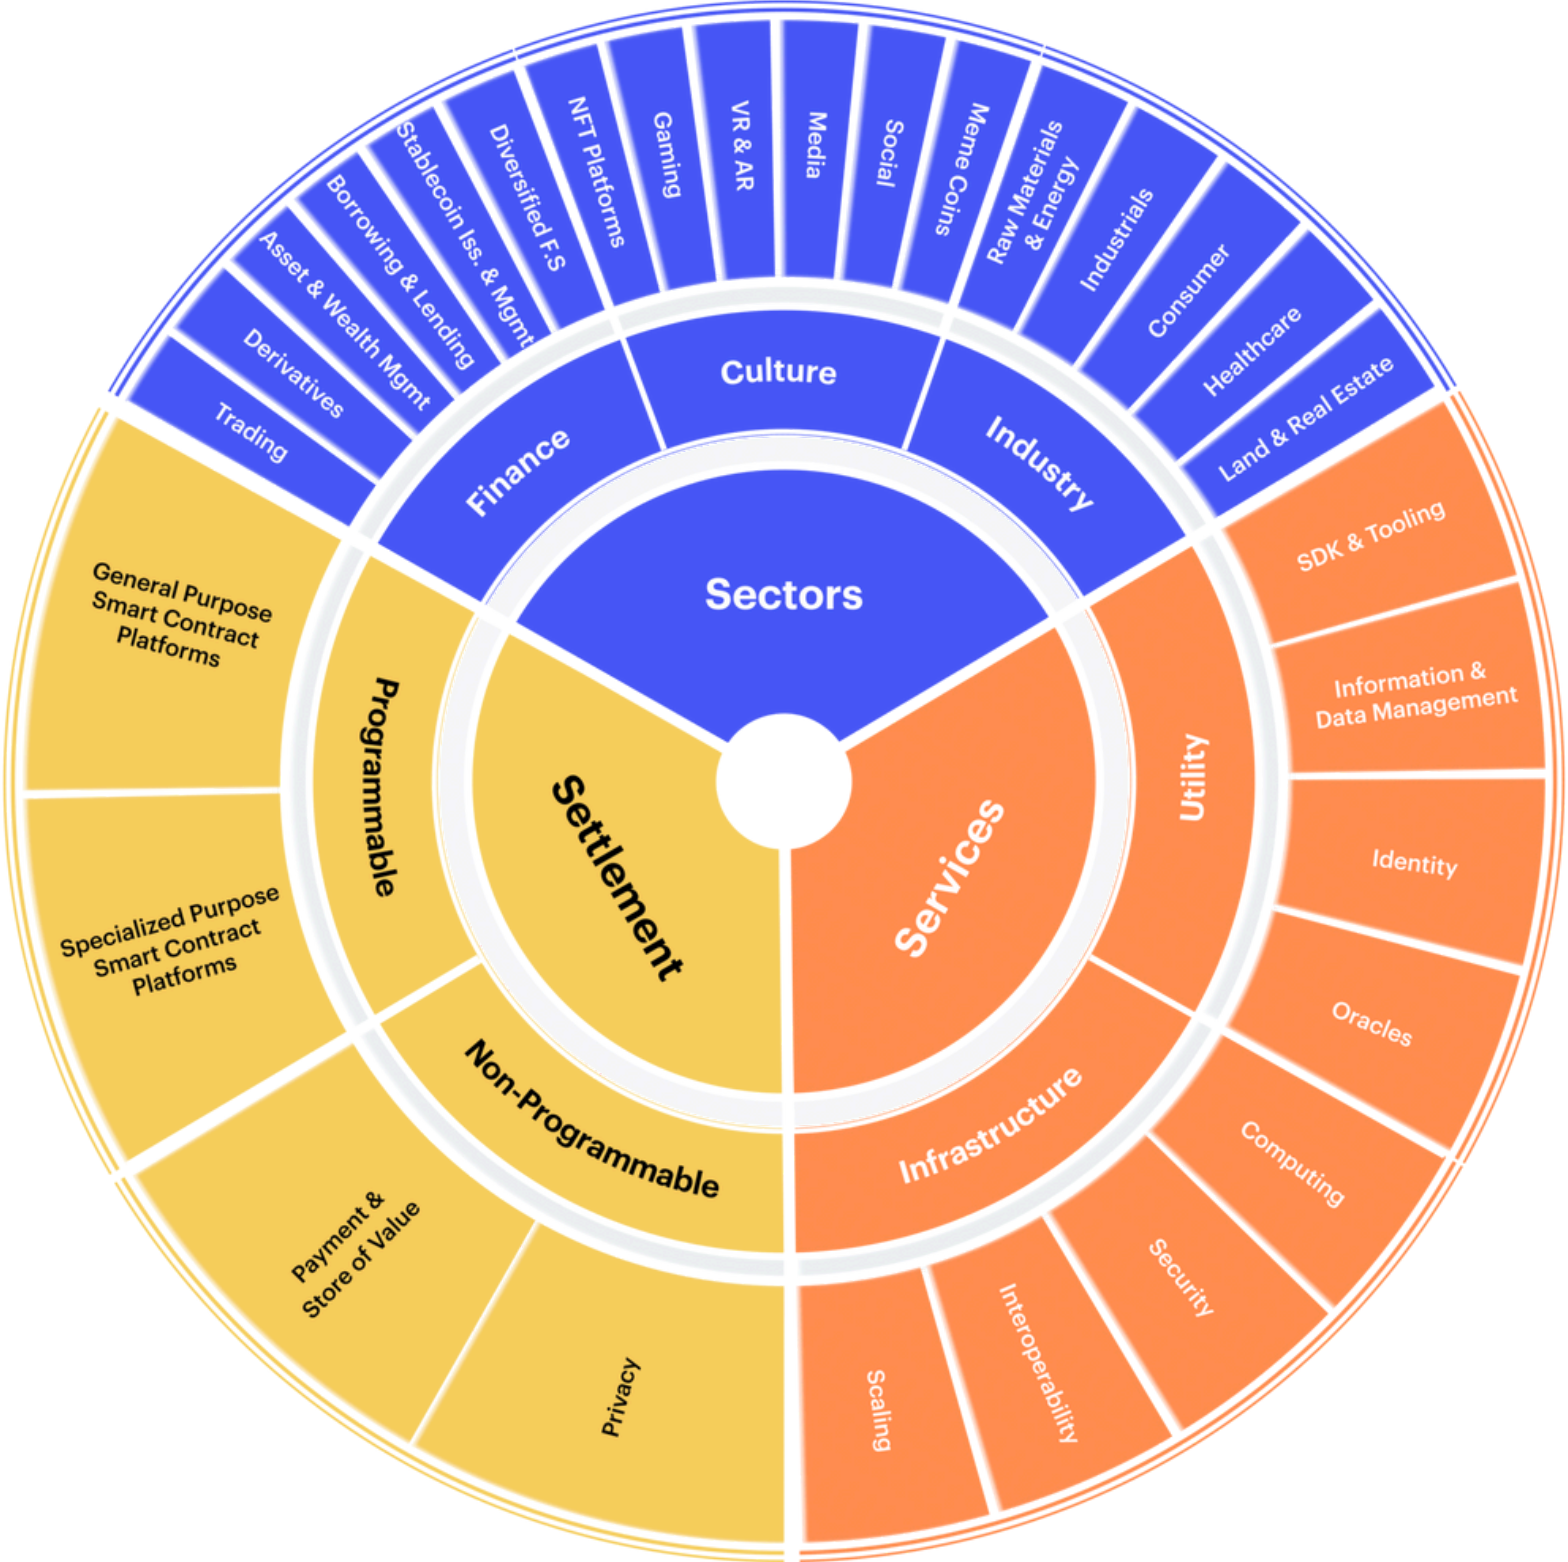 Sectors
Finance
Culture
Industry
Trading
Derivatives
Asset & Wealth Mgmt
Borrowing & Lending
Stablecoin Iss. & Mgmt
Diversified F.S
NFT Platforms
Gaming
VR & AR
Media
Social
Meme Coins
Raw Materials
& Energy
Industrials
Consumer
Healthcare
Land & Real Estate
Services
Utility
SDK & Tooling
Information &
Data Management
Identity
Oracles
Infrastructure
Computing
Security
Interoperability
Scaling
Settlement
Non-Programmable
Privacy
Payment &
Store of Value
Programmable
Specialized Purpose
Smart Contract
Platforms
General Purpose
Smart Contract
Platforms